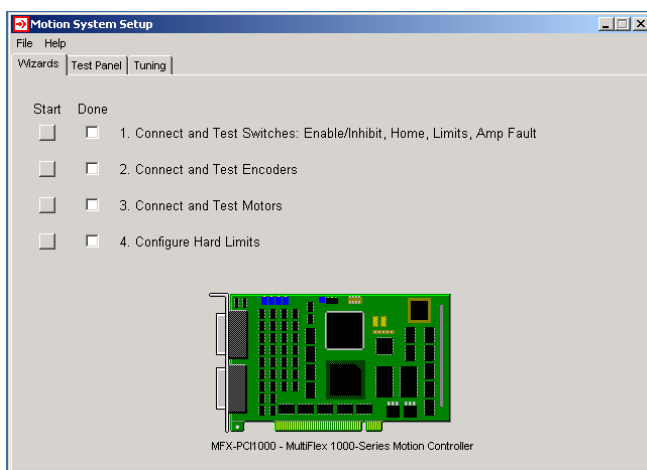 Motion System Setup
File Help
Wizards Test Panel Tuning
Start Done
1. Connect and Test Switches: Enable/Inhibit, Home, Limits, Amp Fault
2. Connect and Test Encoders
3. Connect and Test Motors
4. Configure Hard Limits
MFX-PCI1000 - MultiFlex 1000-Series Motion Controller